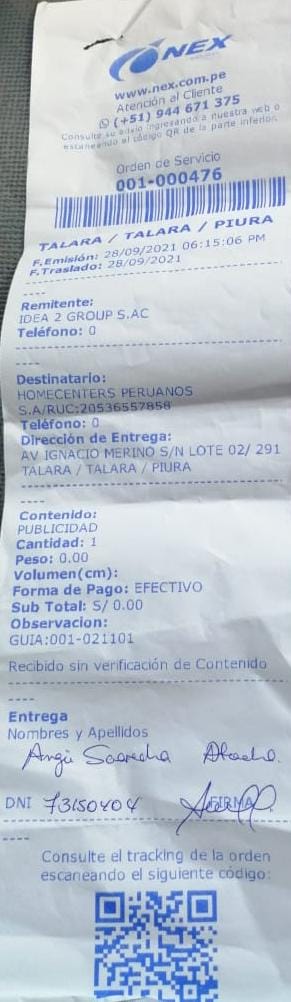 NEX
www.nex.com.pe
Atención al Cliente
(+51) 944 671 375
Consulte su envío ingresando a nuestra web o
escaneando el código QR de la parte inferior.
Orden de Servicio
001-000476
TALARA / TALARA / PIURA
F.Emisión: 28/09/2021 06:15:06 PM
F.Traslado: 28/09/2021
----
Remitente:
IDEA 2 GROUP S.AC
Teléfono: 0
----
Destinatario:
HOMECENTERS PERUANOS
S.A/RUC:20536557858
Teléfono: 0
Dirección de Entrega:
AV IGNACIO MERINO S/N LOTE 02/ 291
TALARA / TALARA / PIURA
----
Contenido:
PUBLICIDAD
Cantidad: 1
Peso: 0.00
Volumen(cm):
Forma de Pago: EFECTIVO
Sub Total: S/ 0.00
Observacion:
GUIA:001-021101
Recibido sin verificación de Contenido
----
Entrega
Nombres y Apellidos
Angi
DNI 73150404 FIRMA
----
Consulte el tracking de la orden
escaneando el siguiente código: